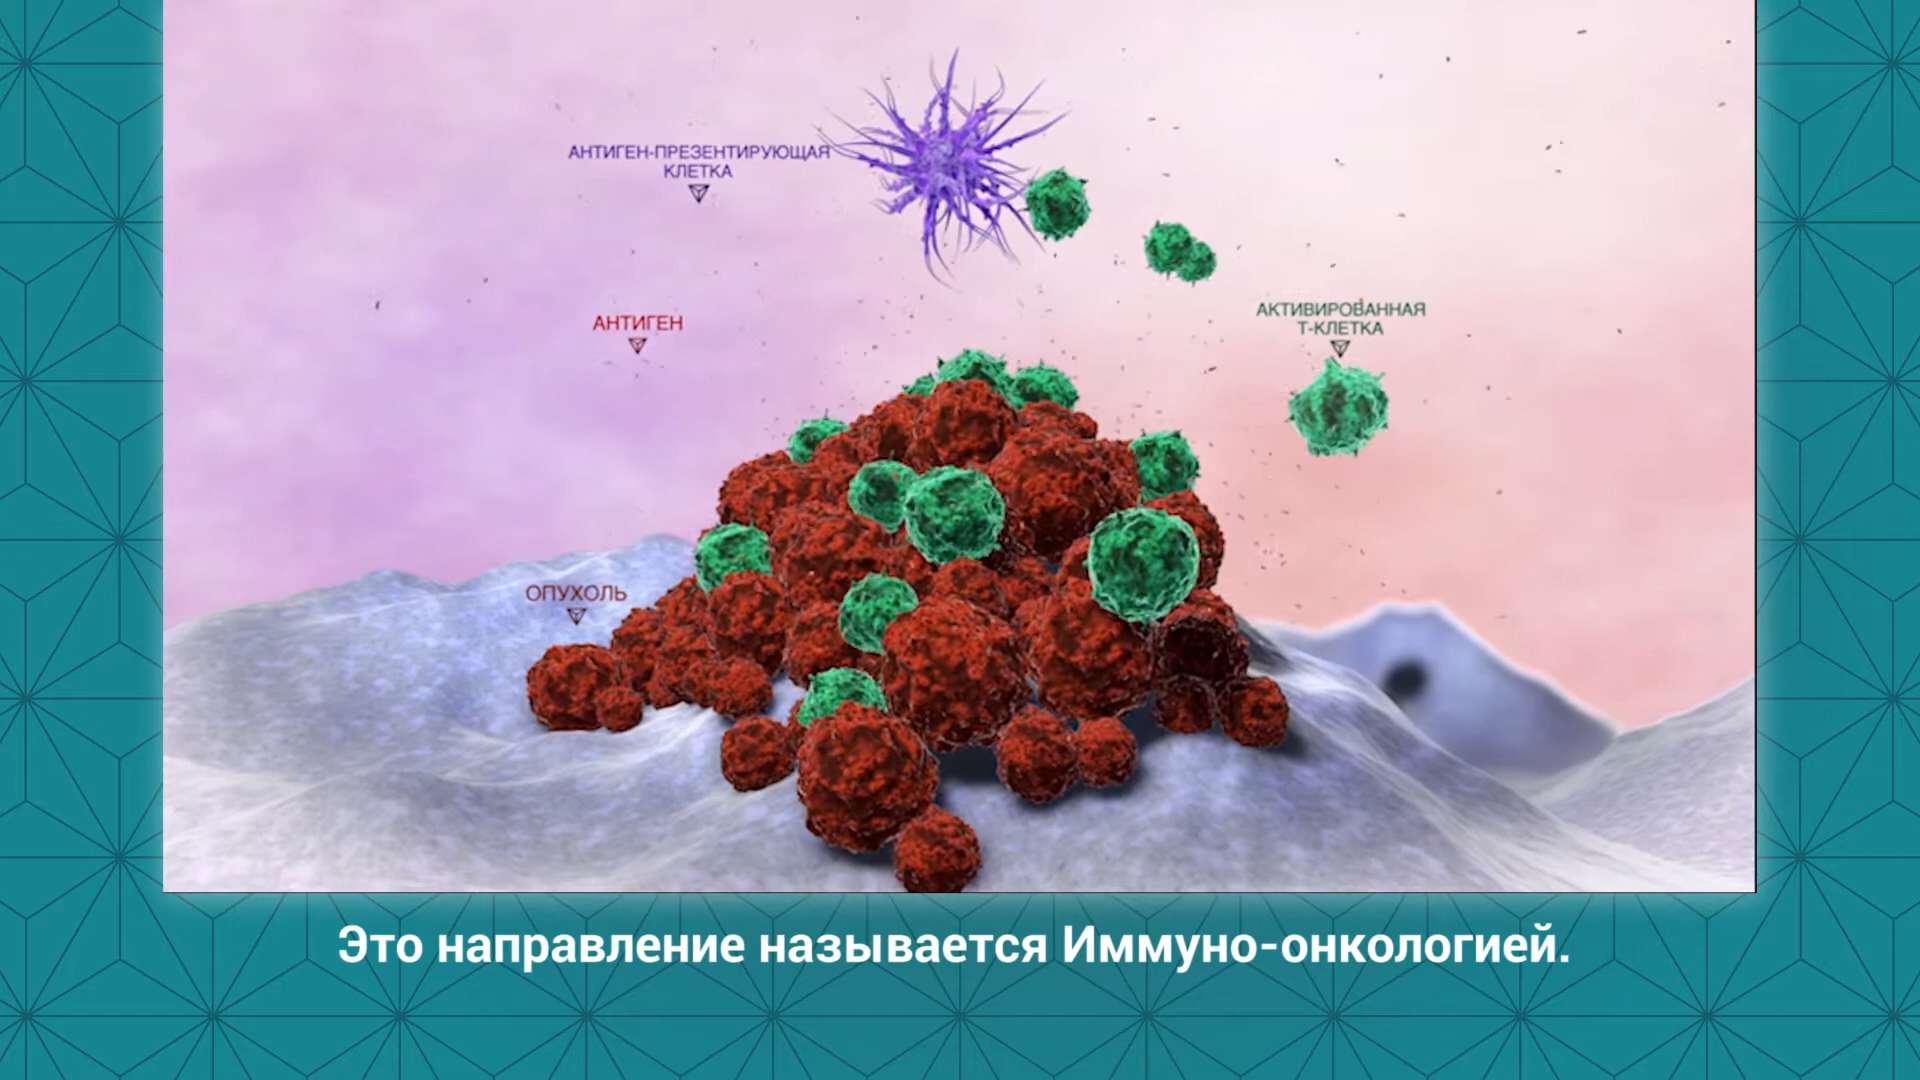 АНТИГЕН-ПРЕЗЕНТИРУЮЩАЯ
КЛЕТКА
АНТИГЕН
АКТИВИРОВАННАЯ
Т-КЛЕТКА
ОПУХОЛЬ
Это направление называется Иммуно-онкологией.